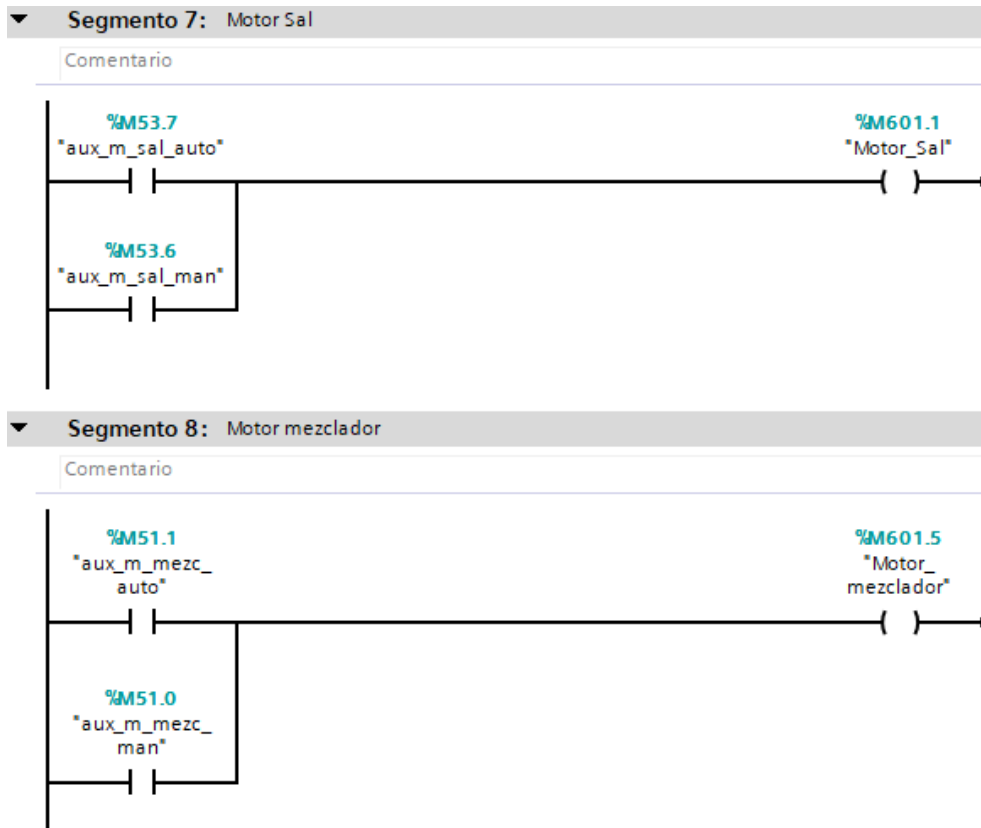 Segmento 7: Motor Sal
Comentario
%M53.7
"aux_m_sal_auto"
%M601.1
"Motor_Sal"
%M53.6
"aux_m_sal_man"
Segmento 8: Motor mezclador
Comentario
%M51.1
"aux_m_mezc_
auto"
%M601.5
"Motor_
mezclador"
%M51.0
"aux_m_mezc_
man"